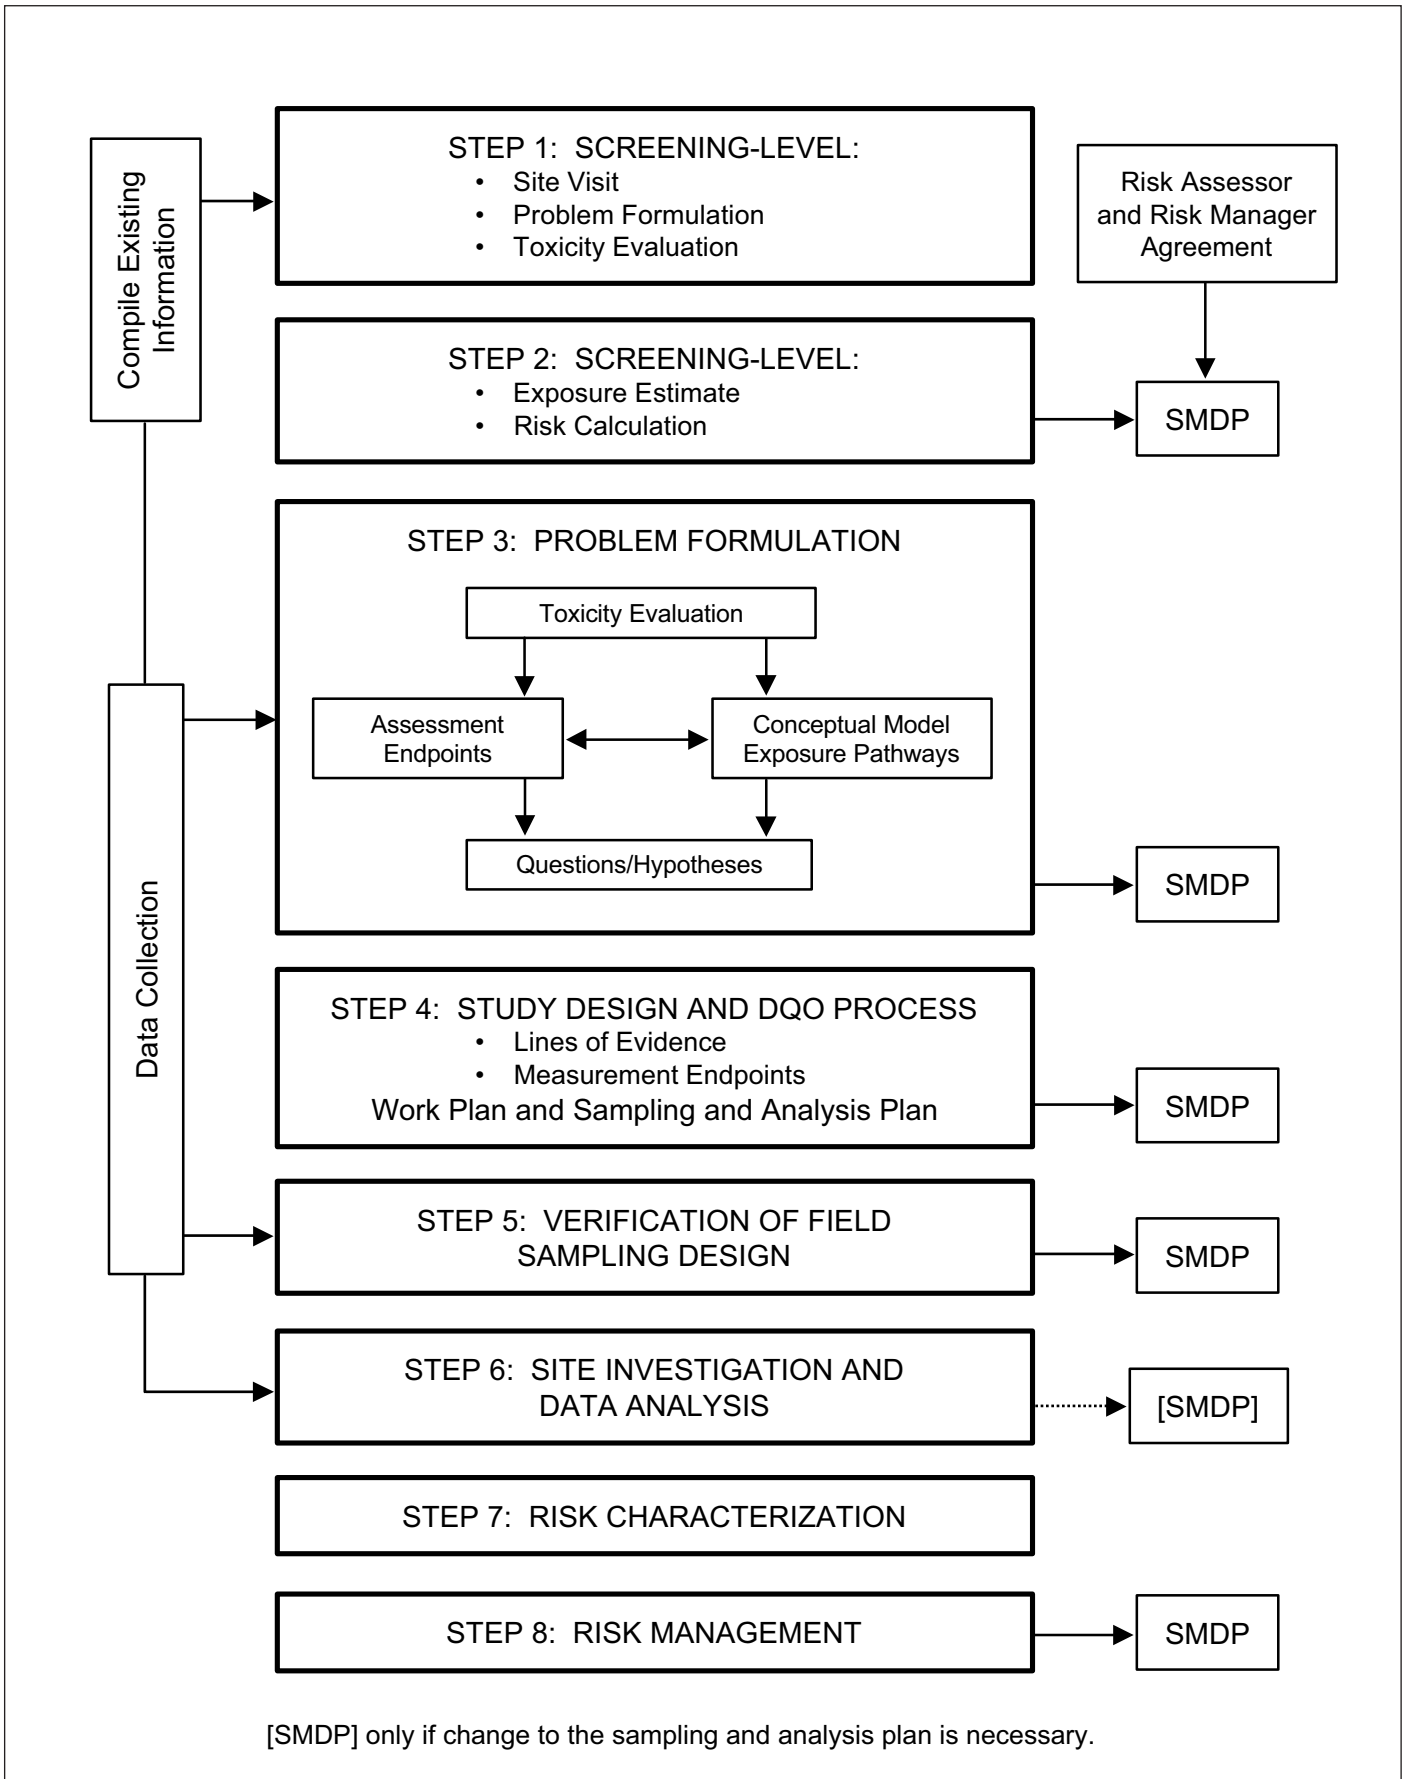 Compile Existing
Information
STEP 1: SCREENING-LEVEL:
• Site Visit
• Problem Formulation
• Toxicity Evaluation
Risk Assessor
and Risk Manager
Agreement
STEP 2: SCREENING-LEVEL:
• Exposure Estimate
• Risk Calculation
SMDP
Data Collection
STEP 3: PROBLEM FORMULATION
Toxicity Evaluation
Assessment
Endpoints
Conceptual Model
Exposure Pathways
Questions/Hypotheses
SMDP
STEP 4: STUDY DESIGN AND DQO PROCESS
• Lines of Evidence
• Measurement Endpoints
Work Plan and Sampling and Analysis Plan
SMDP
STEP 5: VERIFICATION OF FIELD
SAMPLING DESIGN
SMDP
STEP 6: SITE INVESTIGATION AND
DATA ANALYSIS
[SMDP]
STEP 7: RISK CHARACTERIZATION
STEP 8: RISK MANAGEMENT
SMDP
[SMDP] only if change to the sampling and analysis plan is necessary.